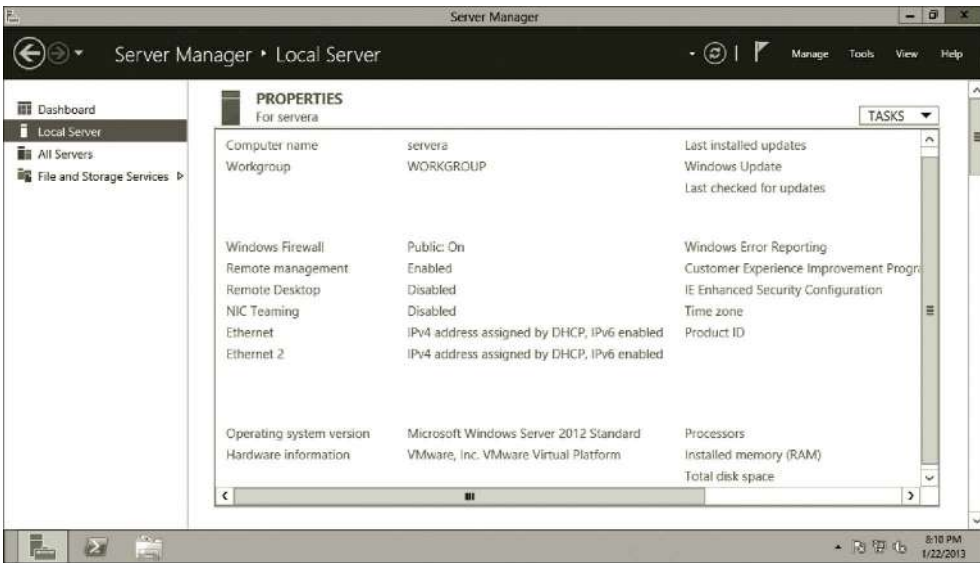 Server Manager
Server Manager ‣ Local Server
Manage Tools View Help
Dashboard
Local Server
All Servers
File and Storage Services
PROPERTIES
For servera
TASKS
Computer name servera Last installed updates
Workgroup WORKGROUP Windows Update
Last checked for updates
Windows Firewall Public: On Windows Error Reporting
Remote management Enabled Customer Experience Improvement Progra
Remote Desktop Disabled IE Enhanced Security Configuration
NIC Teaming Disabled Time zone
Ethernet IPv4 address assigned by DHCP, IPv6 enabled Product ID
Ethernet 2 IPv4 address assigned by DHCP, IPv6 enabled
Operating system version Microsoft Windows Server 2012 Standard Processors
Hardware information VMware, Inc. VMware Virtual Platform Installed memory (RAM)
Total disk space
8:10 PM
1/22/2013